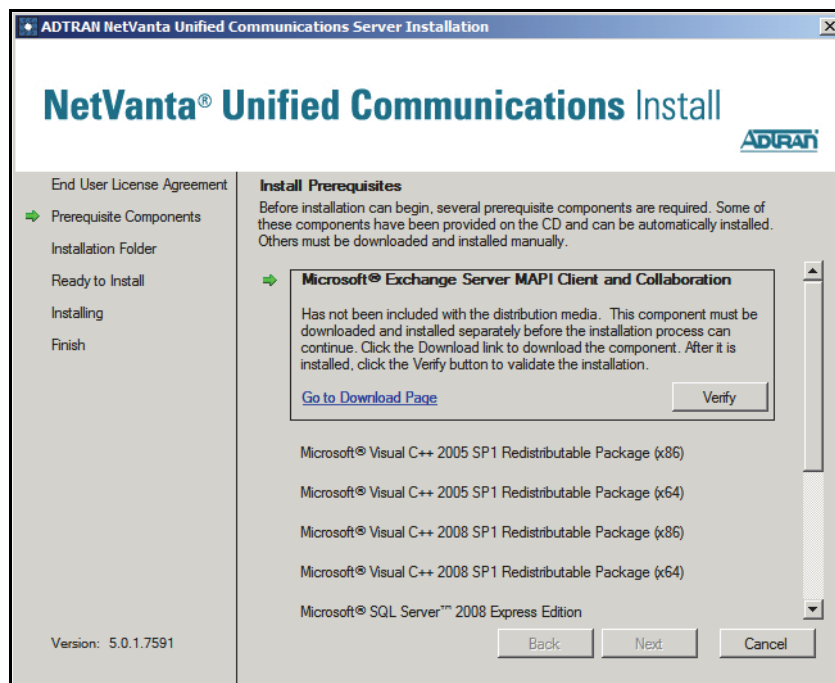 ADTRAN NetVanta Unified Communications Server Installation
NetVanta® Unified Communications Install
ADTRAN
End User License Agreement
Prerequisite Components
Installation Folder
Ready to Install
Installing
Finish
Install Prerequisites
Before installation can begin, several prerequisite components are required. Some of
these components have been provided on the CD and can be automatically installed.
Others must be downloaded and installed manually.
Microsoft® Exchange Server MAPI Client and Collaboration
Has not been included with the distribution media. This component must be
downloaded and installed separately before the installation process can
continue. Click the Download link to download the component. After it is
installed, click the Verify button to validate the installation.
Go to Download Page
Verify
Microsoft® Visual C++ 2005 SP1 Redistributable Package (x86)
Microsoft® Visual C++ 2005 SP1 Redistributable Package (x64)
Microsoft® Visual C++ 2008 SP1 Redistributable Package (x86)
Microsoft® Visual C++ 2008 SP1 Redistributable Package (x64)
Microsoft® SQL Server™ 2008 Express Edition
Version: 5.0.1.7591
Back
Next
Cancel